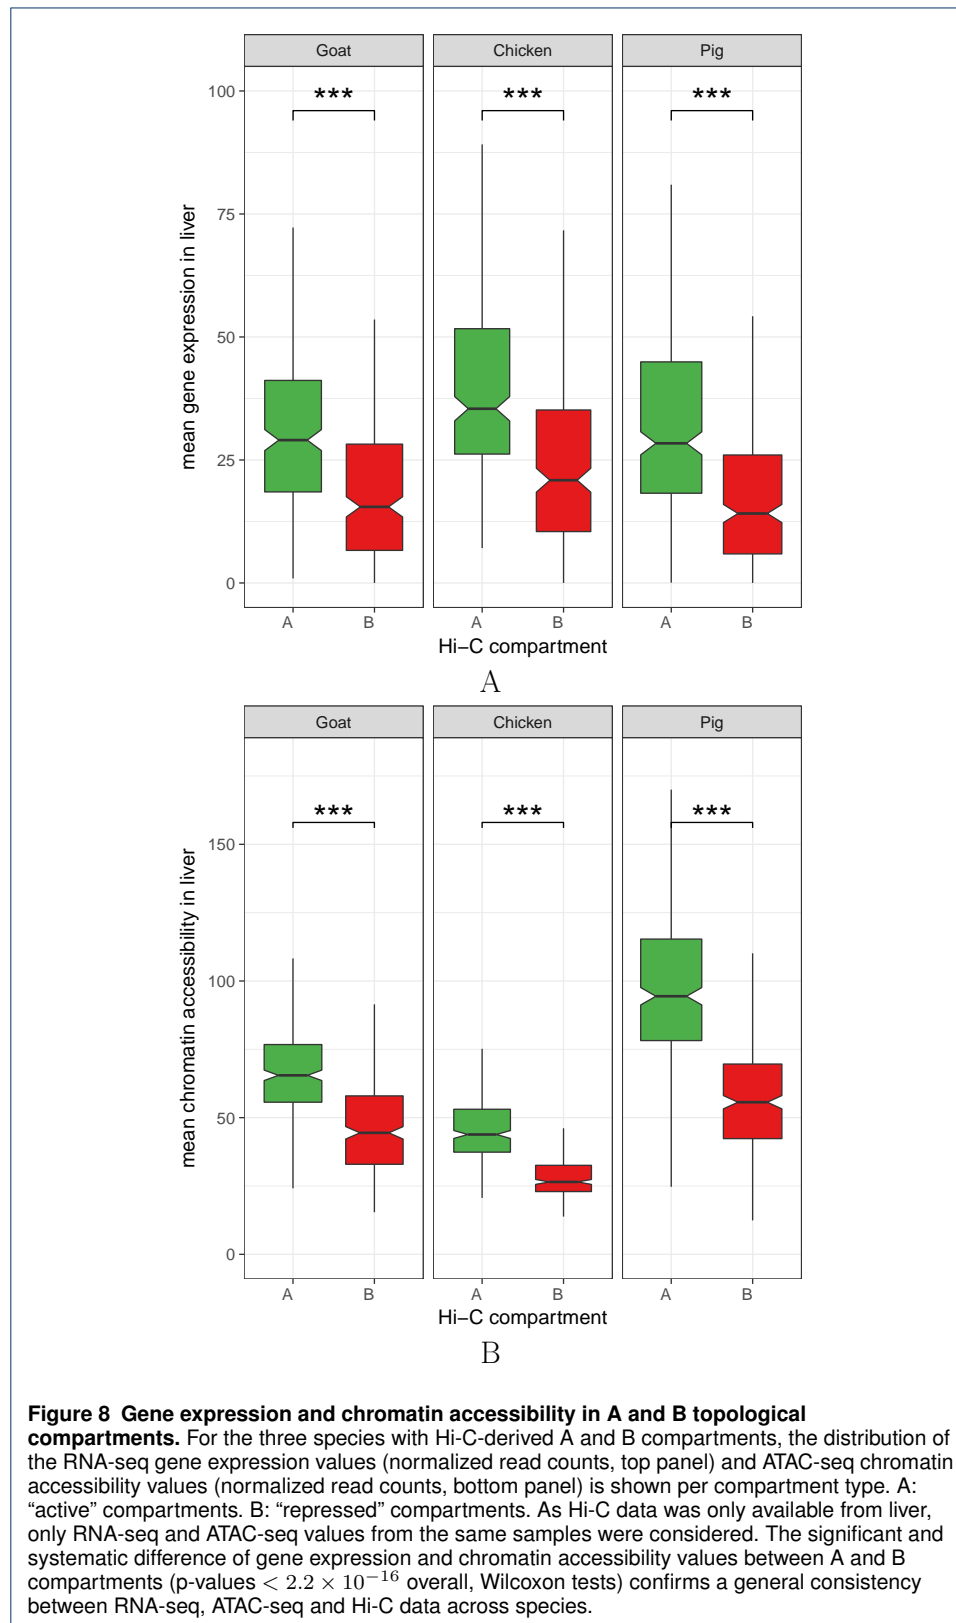 Goat Chicken Pig
*** *** ***
100
75
50
25
0
mean gene expression in liver
A B A B A B
Hi−C compartment
A
Goat Chicken Pig
*** *** ***
150
100
50
0
mean chromatin accessibility in liver
A B A B A B
Hi−C compartment
B
Figure 8 Gene expression and chromatin accessibility in A and B topological
compartments. For the three species with Hi-C-derived A and B compartments, the distribution of
the RNA-seq gene expression values (normalized read counts, top panel) and ATAC-seq chromatin
accessibility values (normalized read counts, bottom panel) is shown per compartment type. A:
“active” compartments. B: “repressed” compartments. As Hi-C data was only available from liver,
only RNA-seq and ATAC-seq values from the same samples were considered. The significant and
systematic difference of gene expression and chromatin accessibility values between A and B
compartments (p-values < 2.2 × 10⁻¹⁶ overall, Wilcoxon tests) confirms a general consistency
between RNA-seq, ATAC-seq and Hi-C data across species.